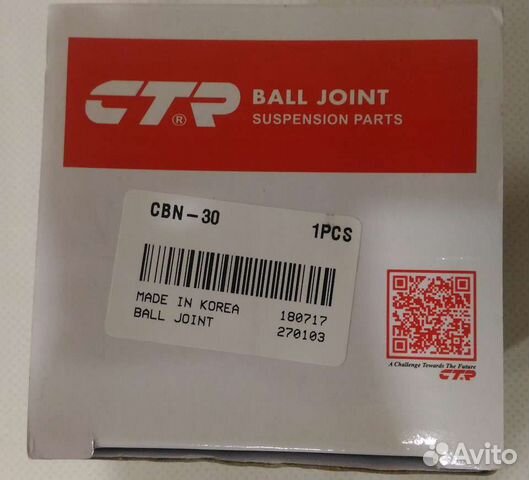 CTR ® BALL JOINT
SUSPENSION PARTS
CBN-30 1PCS
MADE IN KOREA 180717
BALL JOINT 270103
A Challenge Towards The Future
CTR
Avito